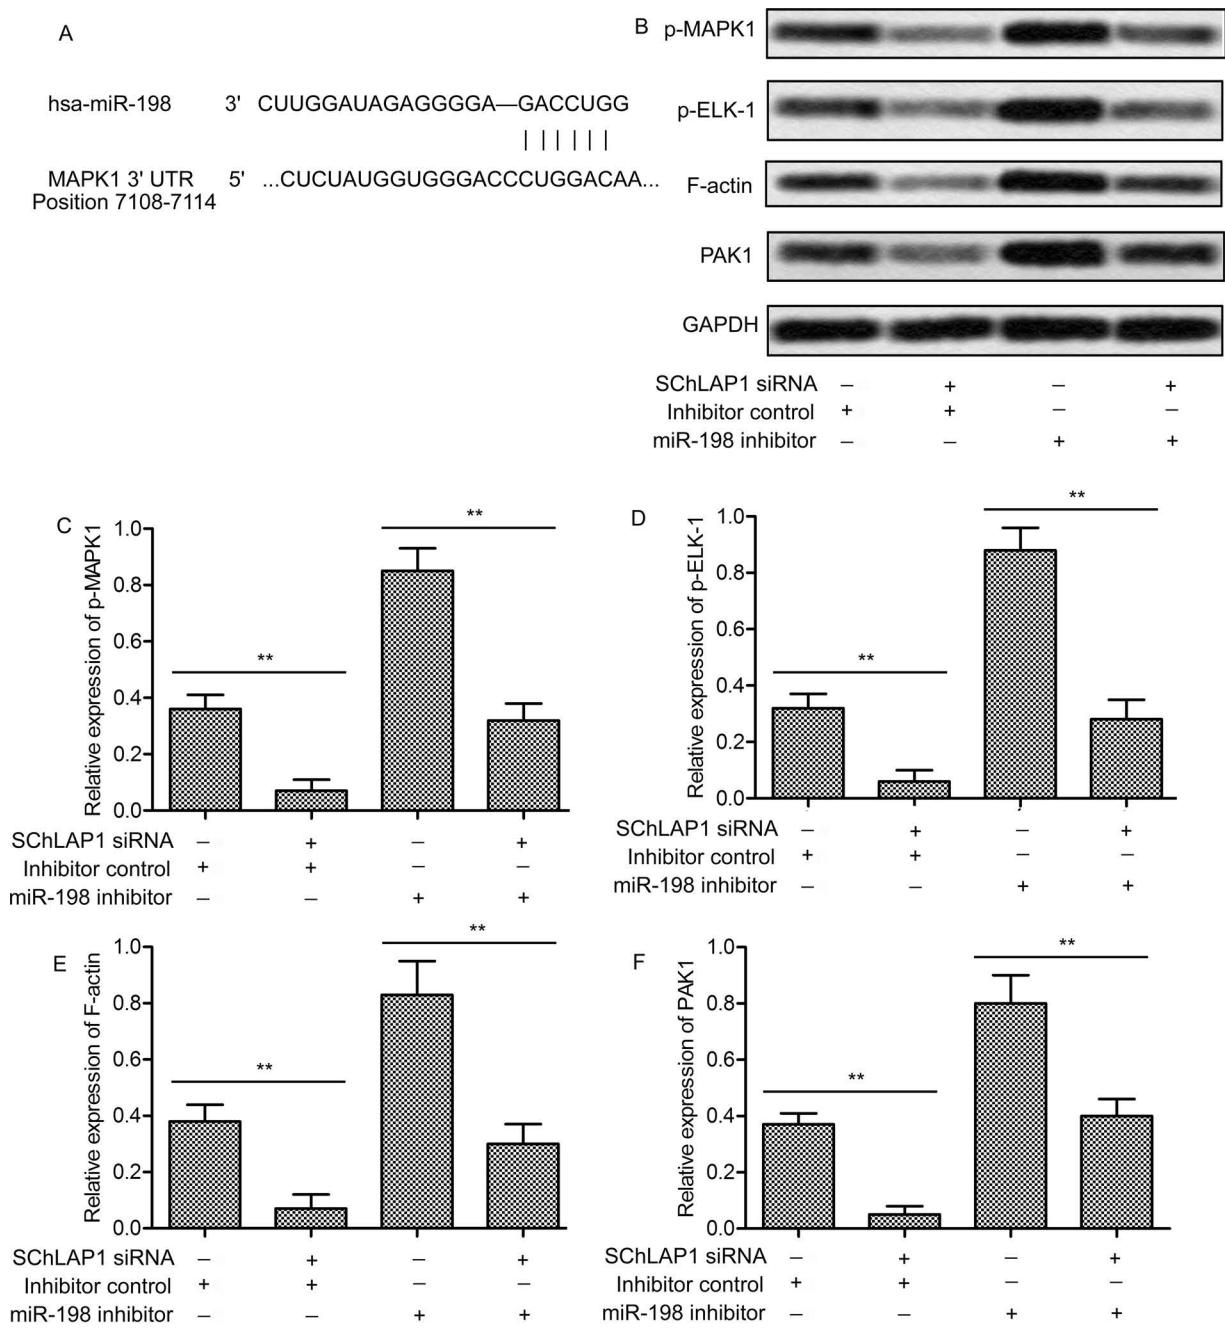 A
hsa-miR-198 3' CUUGGAUAGAGGGGA—GACCUGG
MAPK1 3' UTR 5' ...CUCUAUGGUGGGACCCUGGACAA...
Position 7108-7114
B
p-MAPK1
p-ELK-1
F-actin
PAK1
GAPDH
SChLAP1 siRNA – + – +
Inhibitor control + + – –
miR-198 inhibitor – – + +
C
Relative expression of p-MAPK1
1.0
0.8
0.6
0.4
0.2
0.0
**
**
SChLAP1 siRNA – + – +
Inhibitor control + + – –
miR-198 inhibitor – – + +
D
Relative expression of p-ELK-1
1.0
0.8
0.6
0.4
0.2
0.0
**
**
SChLAP1 siRNA – + – +
Inhibitor control + + – –
miR-198 inhibitor – – + +
E
Relative expression of F-actin
1.0
0.8
0.6
0.4
0.2
0.0
**
**
SChLAP1 siRNA – + – +
Inhibitor control + + – –
miR-198 inhibitor – – + +
F
Relative expression of PAK1
1.0
0.8
0.6
0.4
0.2
0.0
**
**
SChLAP1 siRNA – + – +
Inhibitor control + + – –
miR-198 inhibitor – – + +